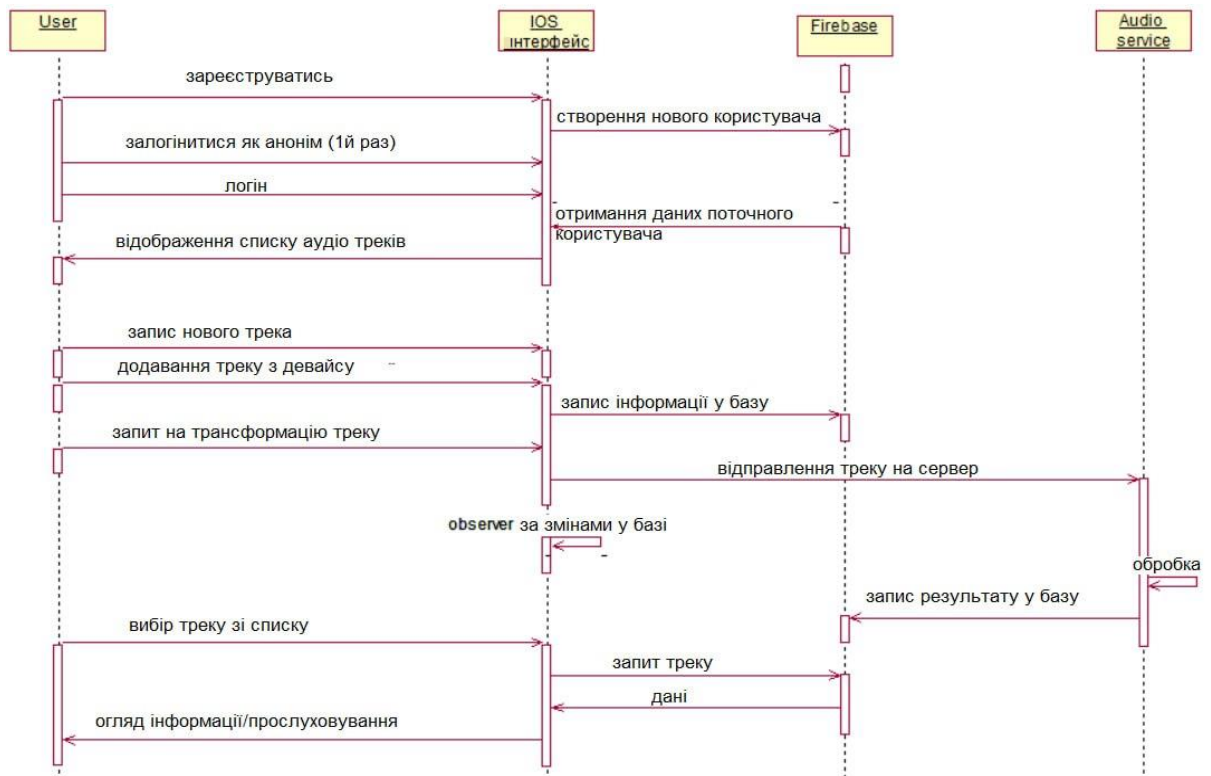 User
IOS
інтерфейс
Firebase
Audio
service
зареєструватись
створення нового користувача
залогінитися як анонім (1й раз)
логін
отримання даних поточного
користувача
відображення списку аудіо треків
запис нового трека
додавання треку з девайсу
запис інформації у базу
запит на трансформацію треку
відправлення треку на сервер
observer за змінами у базі
обробка
запис результату у базу
вибір треку зі списку
запит треку
дані
огляд інформації/прослуховування